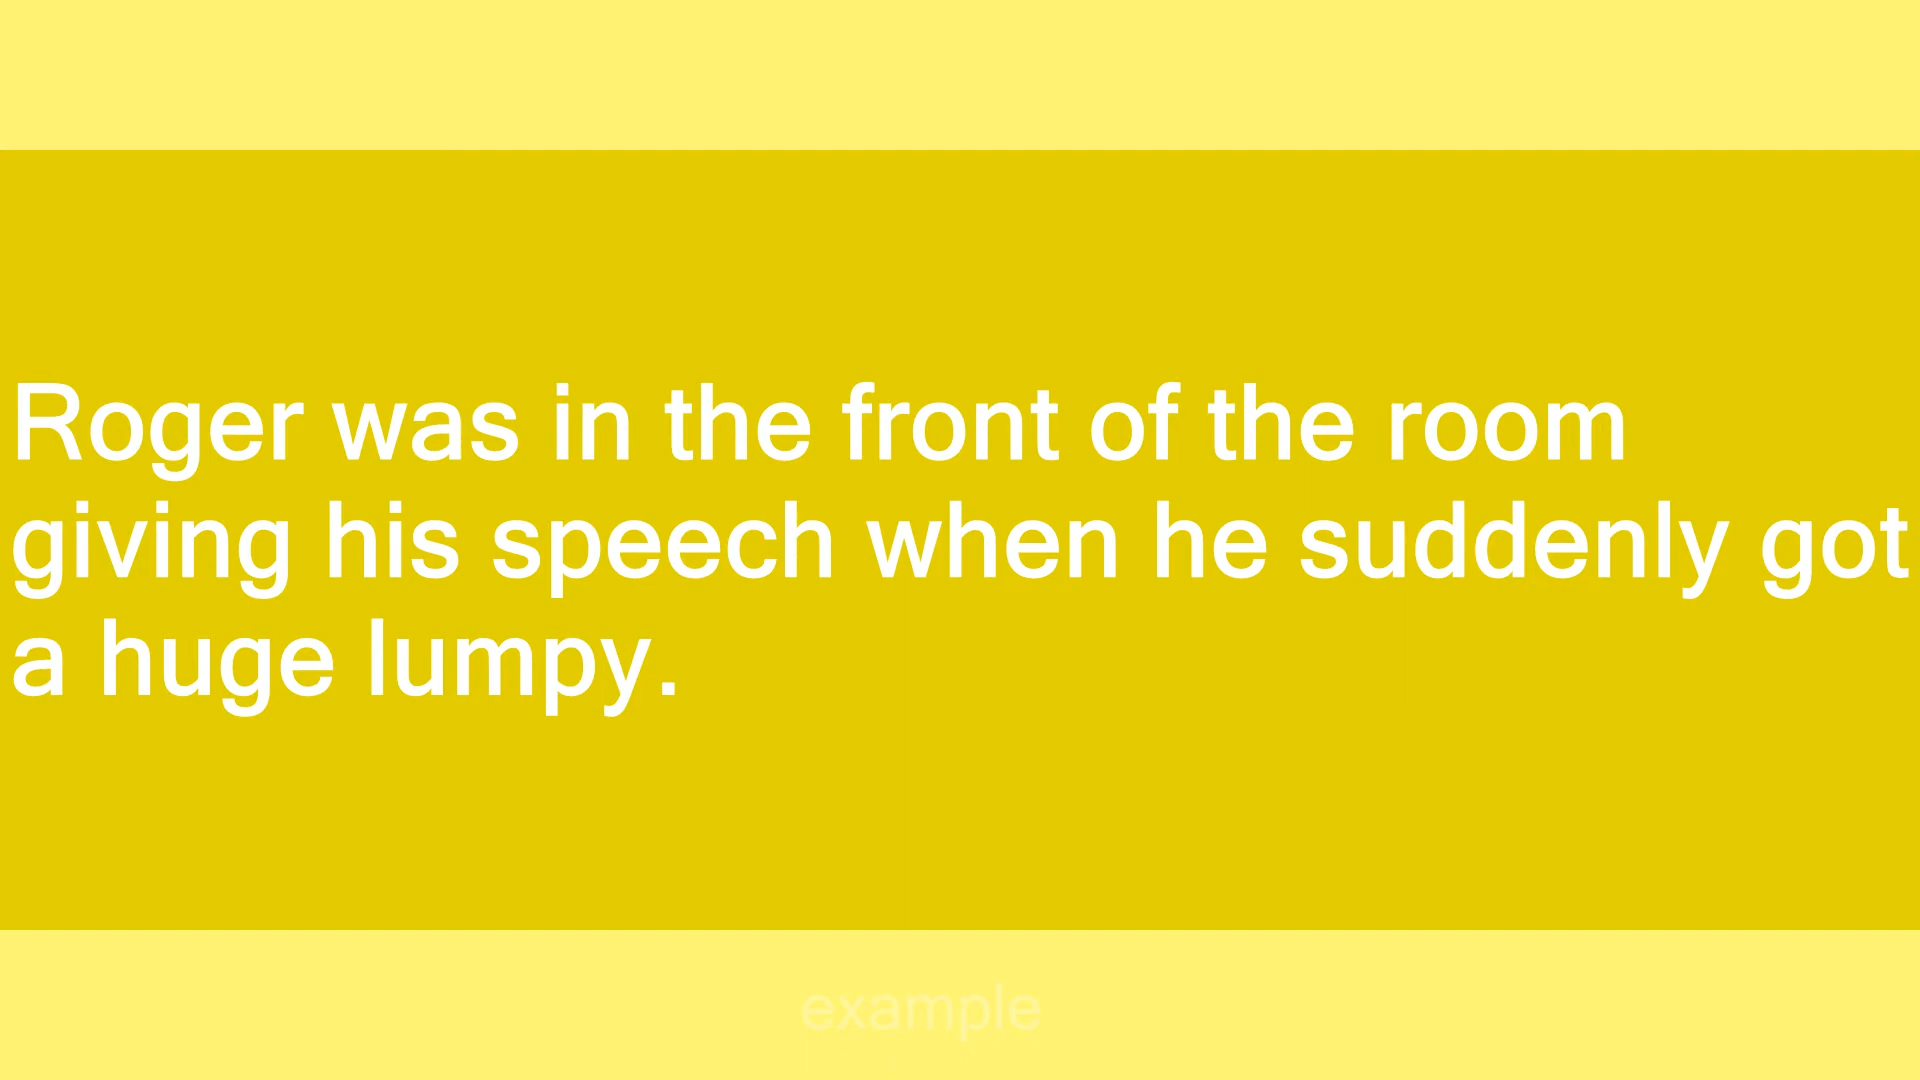 Roger was in the front of the room
giving his speech when he suddenly got
a huge lumpy.
example